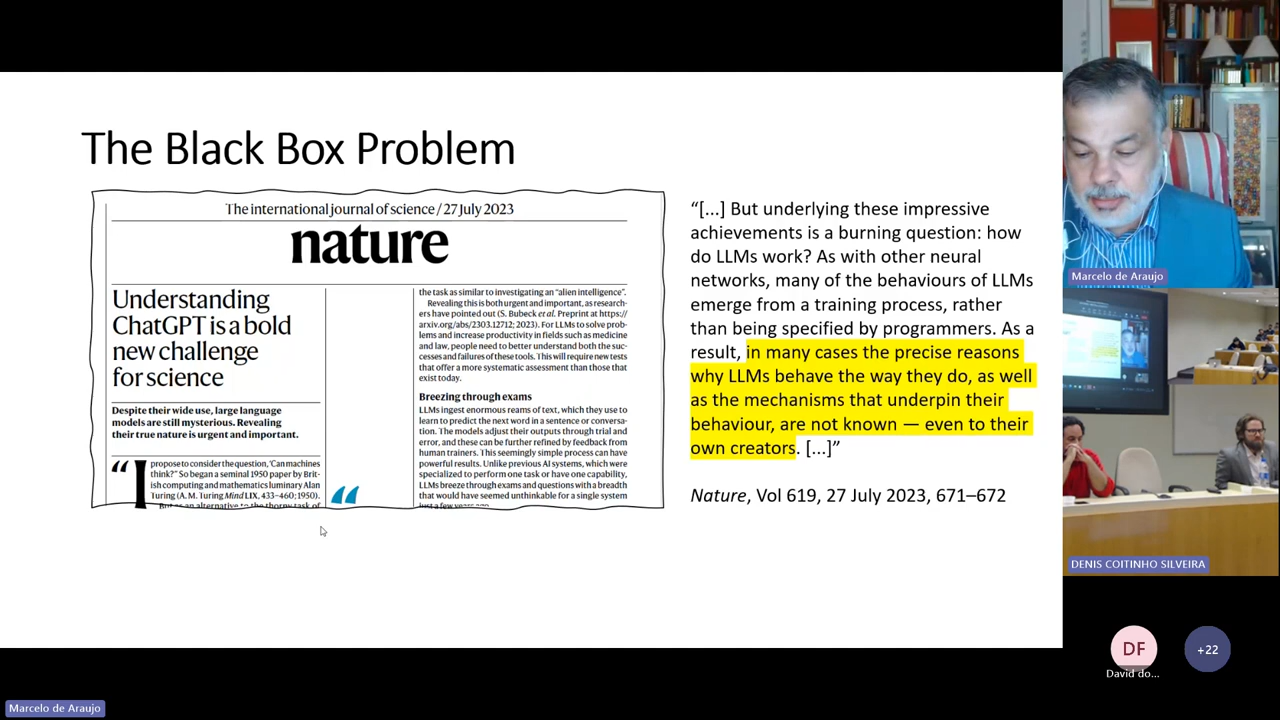 The Black Box Problem
The international journal of science / 27 July 2023
nature
Understanding
ChatGPT is a bold
new challenge
for science
Despite their wide use, large language
models are still mysterious. Revealing
their true nature is urgent and important.
“I propose to consider the question, ‘Can machines
think?’ So began a seminal 1950 paper by Brit-
ish computing and mathematics luminary Alan
Turing (A. M. Turing Mind LIX, 433–460; 1950).
But as an alternative to the thorny task of
“
the task as similar to investigating an “alien intelligence”.
Revealing this is both urgent and important, as research-
ers have pointed out (S. Bubeck et al. Preprint at https://
arxiv.org/abs/2303.12712; 2023). For LLMs to solve prob-
lems and increase productivity in fields such as medicine
and law, people need to better understand both the suc-
cesses and failures of these tools. This will require new tests
that offer a more systematic assessment than those that
exist today.
Breezing through exams
LLMs ingest enormous reams of text, which they use to
learn to predict the next word in a sentence or conversa-
tion. The models adjust their outputs through trial and
error, and these can be further refined by feedback from
human trainers. This seemingly simple process can have
powerful results. Unlike previous AI systems, which were
specialized to perform one task or have one capability,
LLMs breeze through exams and questions with a breadth
that would have seemed unthinkable for a single system
just a few years ago.
“[...] But underlying these impressive
achievements is a burning question: how
do LLMs work? As with other neural
networks, many of the behaviours of LLMs
emerge from a training process, rather
than being specified by programmers. As a
result, in many cases the precise reasons
why LLMs behave the way they do, as well
as the mechanisms that underpin their
behaviour, are not known — even to their
own creators. [...]”
Nature, Vol 619, 27 July 2023, 671–672
Marcelo de Araujo
DENIS COITINHO SILVEIRA
DF
David do...
+22
Marcelo de Araujo